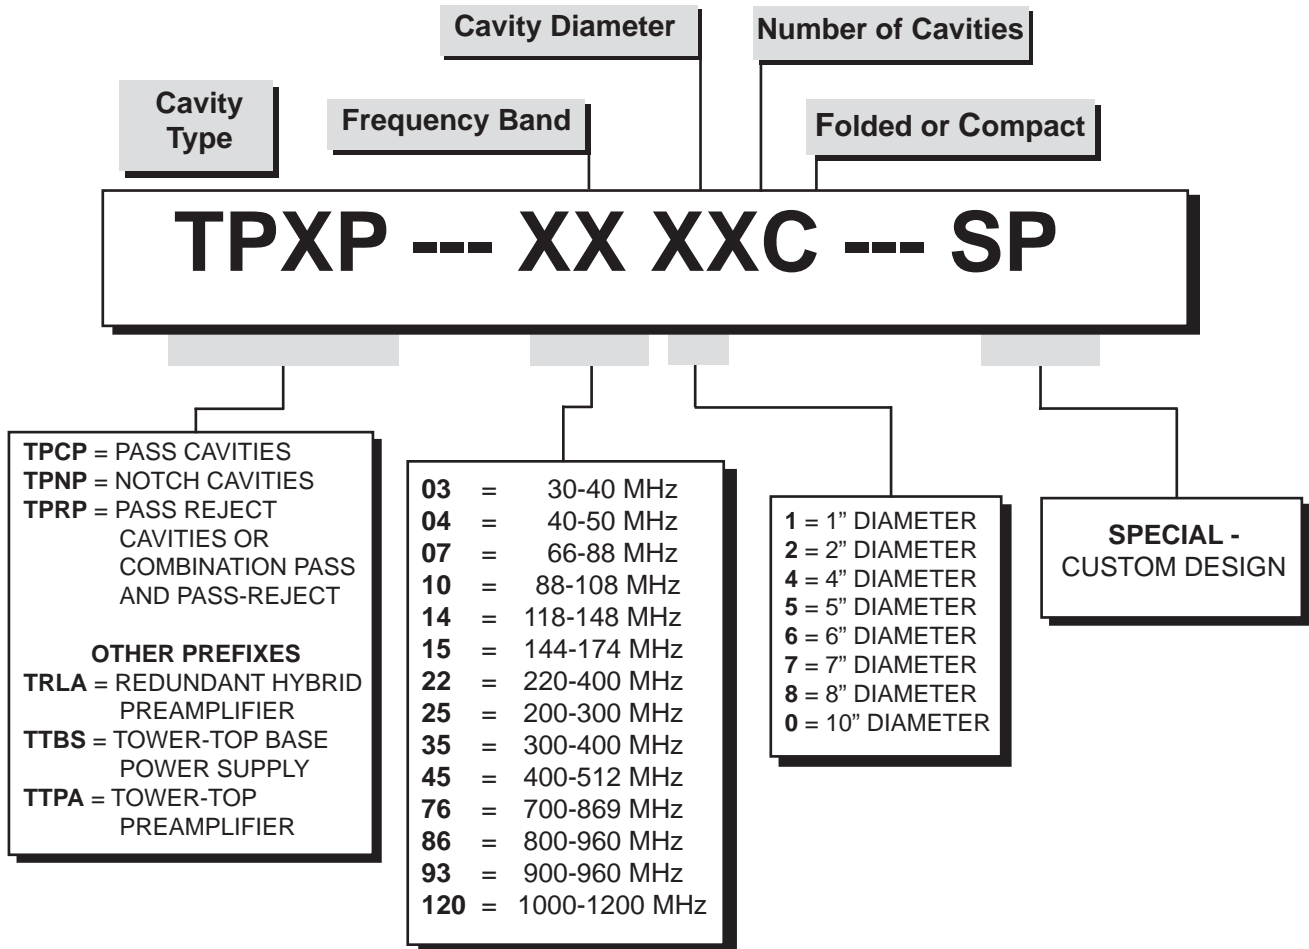 Cavity Diameter
Number of Cavities
Cavity
Type
Frequency Band
Folded or Compact
TPXP --- XX XXC --- SP
TPCP = PASS CAVITIES
TPNP = NOTCH CAVITIES
TPRP = PASS REJECT
CAVITIES OR
COMBINATION PASS
AND PASS-REJECT
OTHER PREFIXES
TRLA = REDUNDANT HYBRID
PREAMPLIFIER
TTBS = TOWER-TOP BASE
POWER SUPPLY
TTPA = TOWER-TOP
PREAMPLIFIER
03 = 30-40 MHz
04 = 40-50 MHz
07 = 66-88 MHz
10 = 88-108 MHz
14 = 118-148 MHz
15 = 144-174 MHz
22 = 220-400 MHz
25 = 200-300 MHz
35 = 300-400 MHz
45 = 400-512 MHz
76 = 700-869 MHz
86 = 800-960 MHz
93 = 900-960 MHz
120 = 1000-1200 MHz
1 = 1” DIAMETER
2 = 2” DIAMETER
4 = 4” DIAMETER
5 = 5” DIAMETER
6 = 6” DIAMETER
7 = 7” DIAMETER
8 = 8” DIAMETER
0 = 10” DIAMETER
SPECIAL -
CUSTOM DESIGN